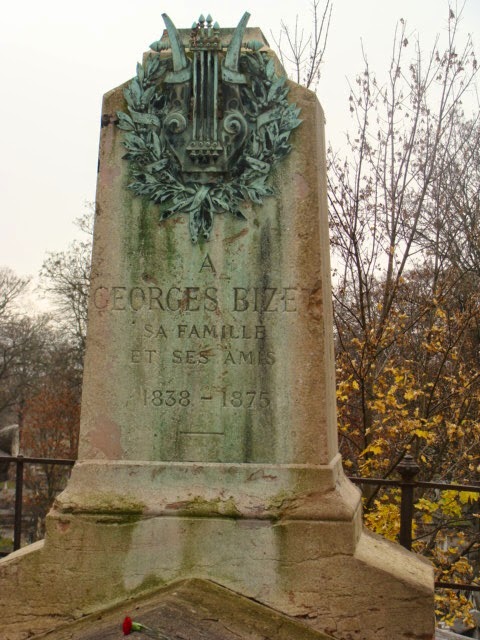 A
GEORGES BIZET
SA FAMILLE
ET SES AMIS
1838 - 1875